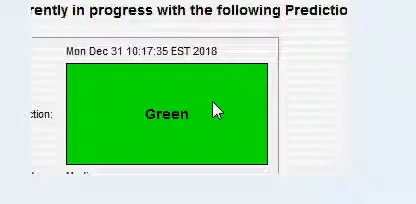 rently in progress with the following Predictio
Mon Dec 31 10:17:35 EST 2018
ction:
Green